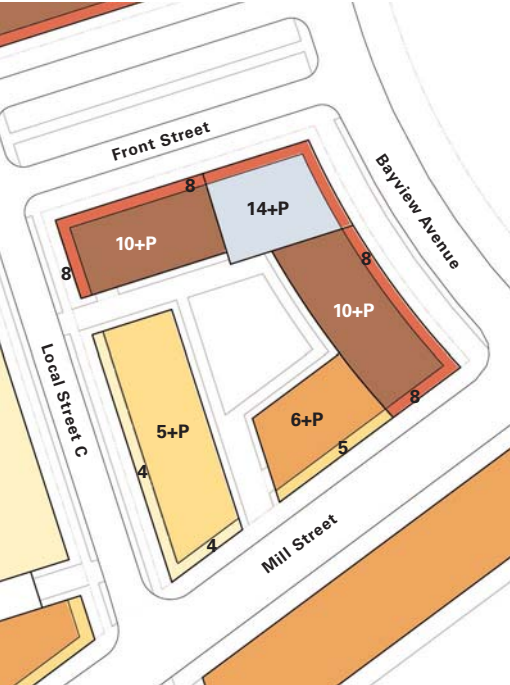 Front Street
8
14+P
Bayview Avenue
10+P
8
8
10+P
Local Street C
8
6+P
5+P
5
4
4
Mill Street